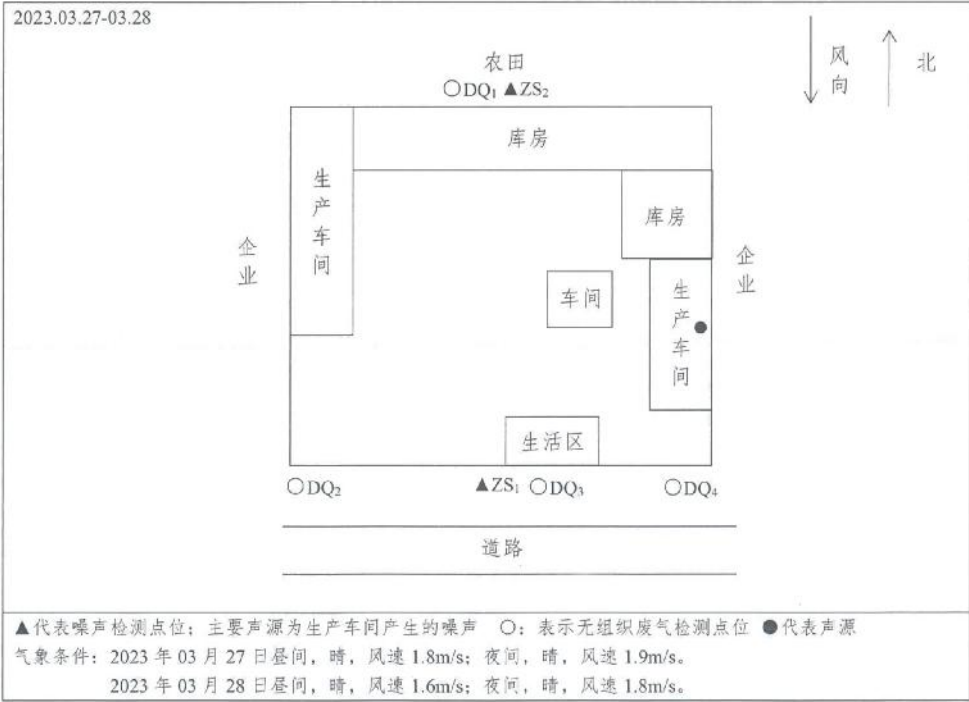 2023.03.27-03.28
农田
风向
北
○DQ₁ ▲ZS₂
库房
生产车间
库房
企业
企业
车间
生产车间
生活区
○DQ₂
▲ZS₁ ○DQ₃
○DQ₄
道路
▲代表噪声检测点位；主要声源为生产车间产生的噪声 ○：表示无组织废气检测点位 ●代表声源
气象条件：2023 年 03 月 27 日昼间，晴，风速 1.8m/s；夜间，晴，风速 1.9m/s。
2023 年 03 月 28 日昼间，晴，风速 1.6m/s；夜间，晴，风速 1.8m/s。